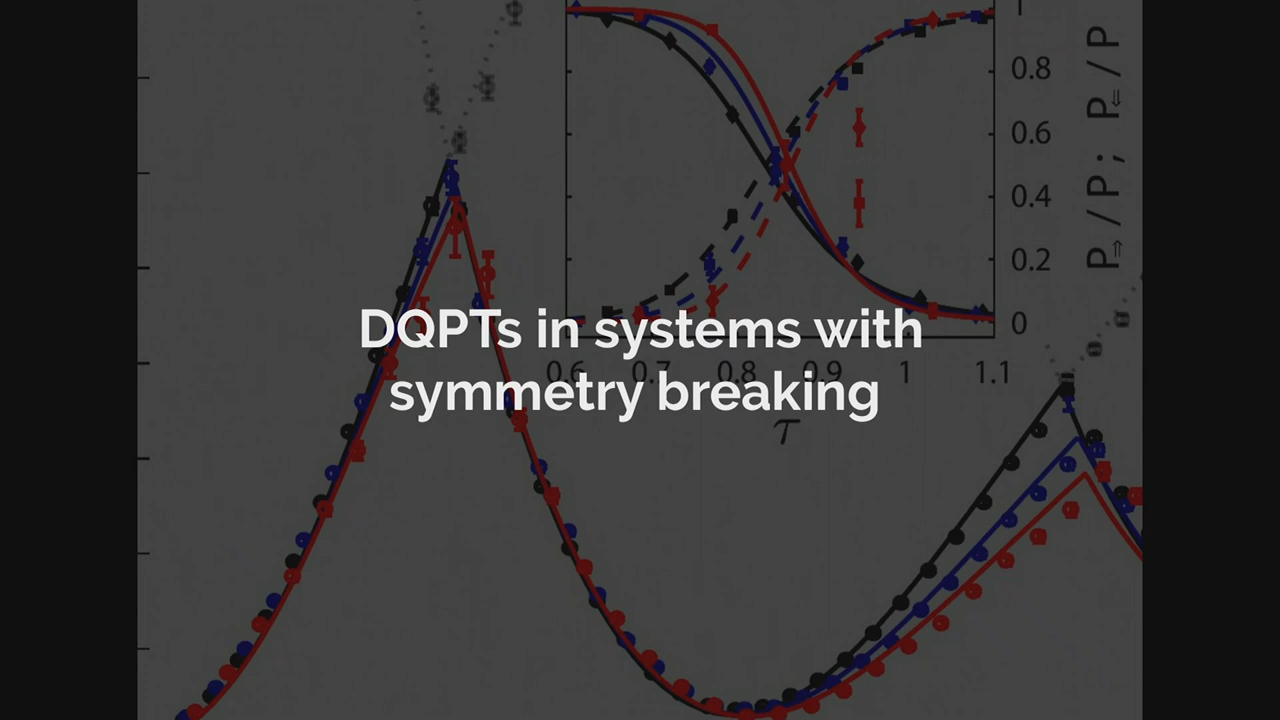 DQPTs in systems with
symmetry breaking
1
0.8
0.6
0.4
0.2
0
0.6 0.7 0.8 0.9 1 1.1
τ
P⇒/P; P⇐/P